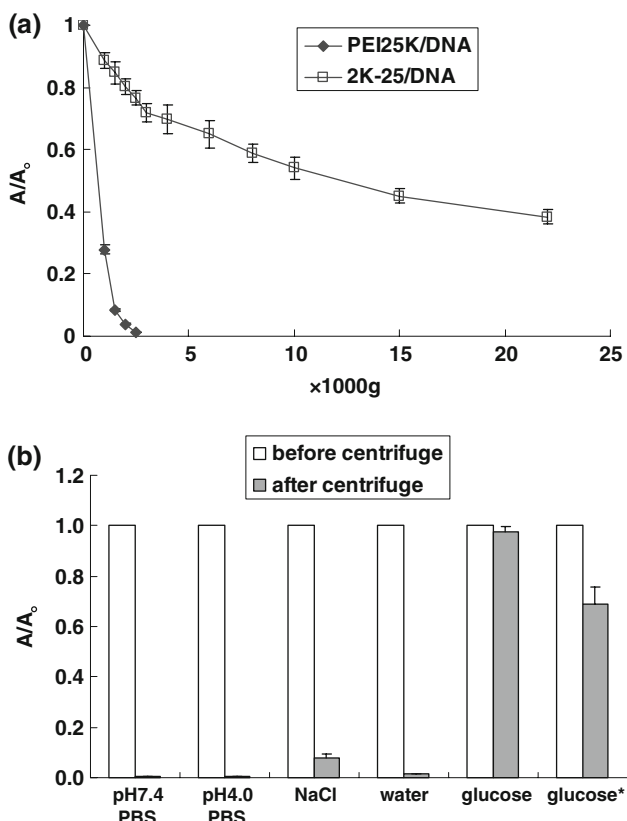 (a)
PEI25K/DNA
2K-25/DNA
1
0.8
0.6
0.4
0.2
0
A/A₀
0 5 10 15 20 25
×1000g
(b)
before centrifuge
after centrifuge
1.2
1.0
0.8
0.6
0.4
0.2
0.0
A/A₀
pH7.4 pH4.0 NaCl water glucose glucose*
PBS PBS